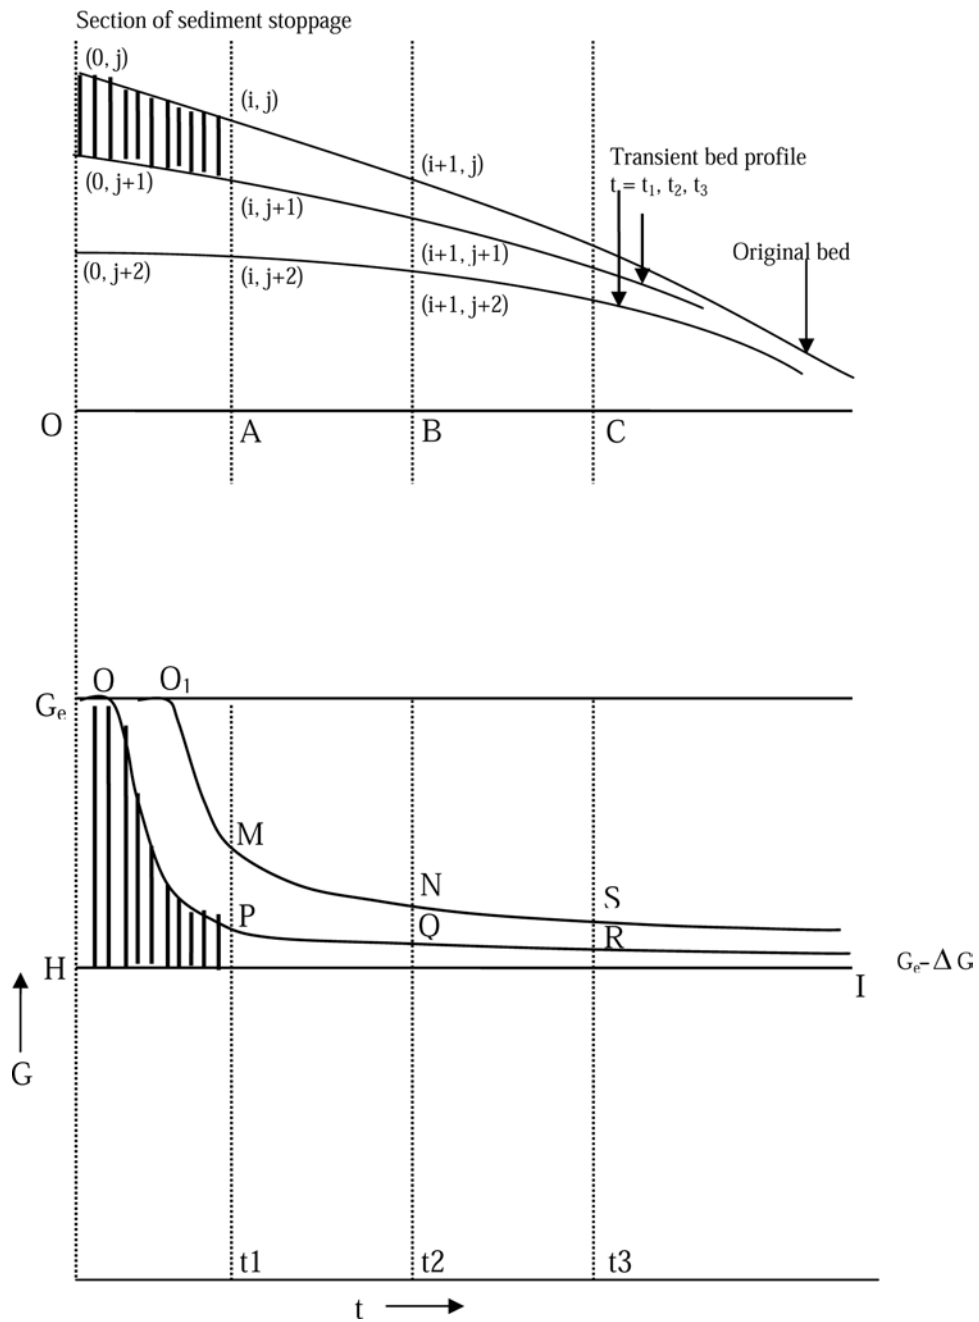 Section of sediment stoppage
(0, j)
(i, j)
(i+1, j)
Transient bed profile
t = t₁, t₂, t₃
(0, j+1)
(i, j+1)
(i+1, j+1)
Original bed
(0, j+2)
(i, j+2)
(i+1, j+2)
O
A
B
C
O
O₁
Gₑ
M
N
S
P
Q
R
H
Gₑ– Δ G
I
G
t1
t2
t3
t